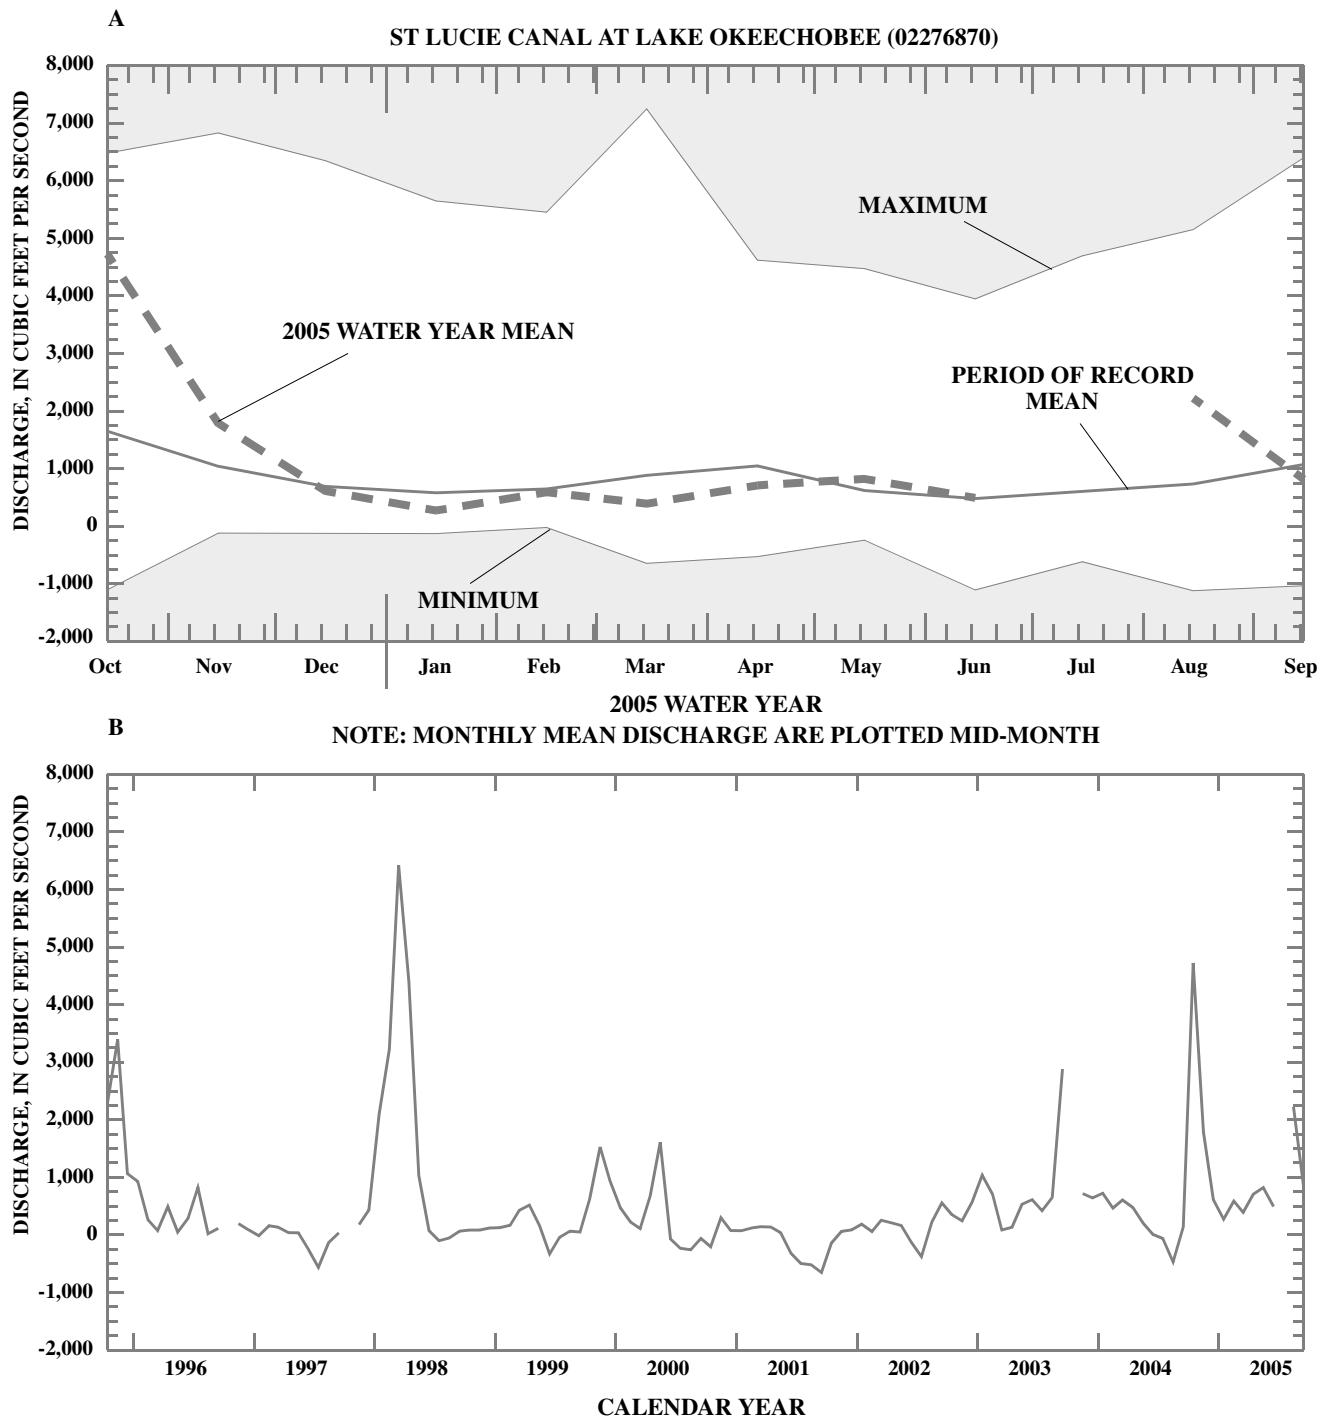 A
ST LUCIE CANAL AT LAKE OKEECHOBEE (02276870)
8,000
7,000
6,000
5,000
4,000
3,000
2,000
1,000
0
-1,000
-2,000
DISCHARGE, IN CUBIC FEET PER SECOND
MAXIMUM
2005 WATER YEAR MEAN
PERIOD OF RECORD
MEAN
MINIMUM
Oct Nov Dec Jan Feb Mar Apr May Jun Jul Aug Sep
2005 WATER YEAR
B
NOTE: MONTHLY MEAN DISCHARGE ARE PLOTTED MID-MONTH
8,000
7,000
6,000
5,000
4,000
3,000
2,000
1,000
0
-1,000
-2,000
DISCHARGE, IN CUBIC FEET PER SECOND
1996 1997 1998 1999 2000 2001 2002 2003 2004 2005
CALENDAR YEAR